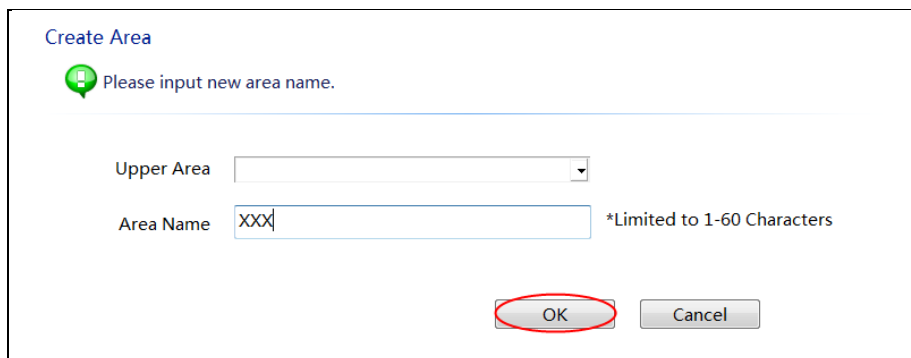 Create Area
Please input new area name.
Upper Area
Area Name XXX *Limited to 1-60 Characters
OK Cancel